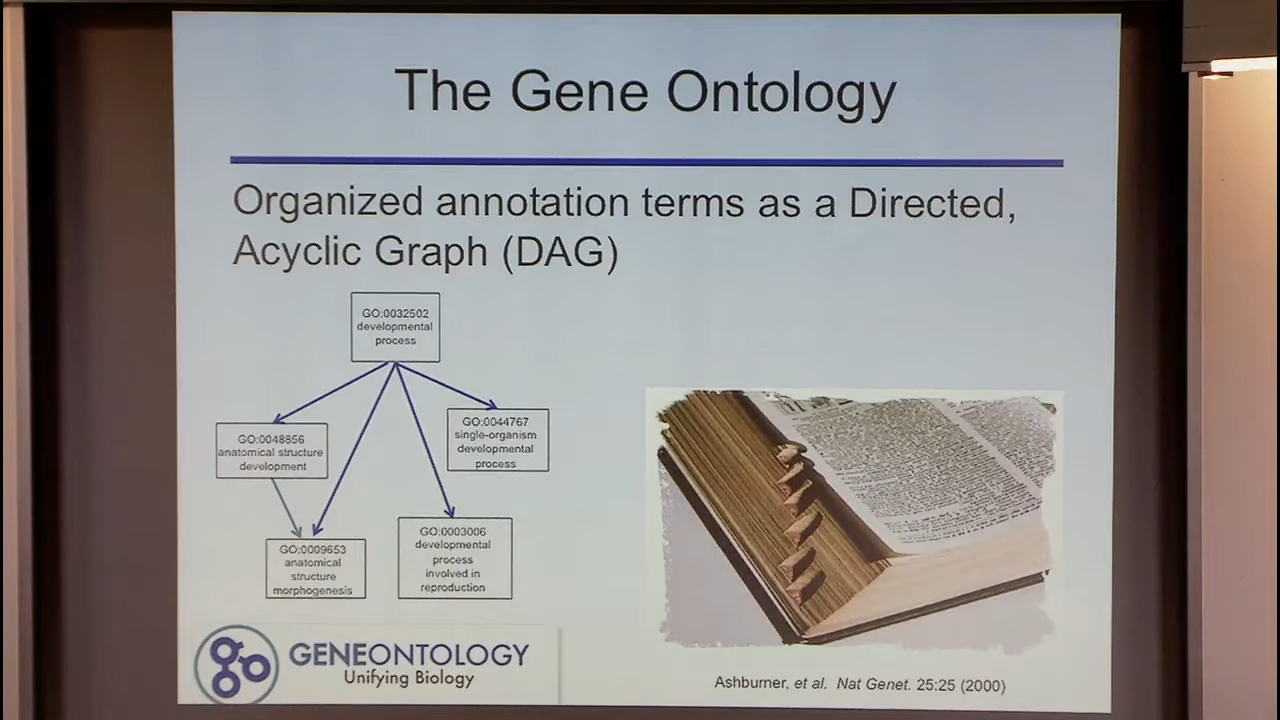 The Gene Ontology
Organized annotation terms as a Directed,
Acyclic Graph (DAG)
GO:0032502
developmental
process
GO:0048856
anatomical structure
development
GO:0044767
single-organism
developmental
process
GO:0009653
anatomical
structure
morphogenesis
GO:0003006
developmental
process
involved in
reproduction
GENEONTOLOGY
Unifying Biology
Ashburner, et al. Nat Genet. 25:25 (2000)